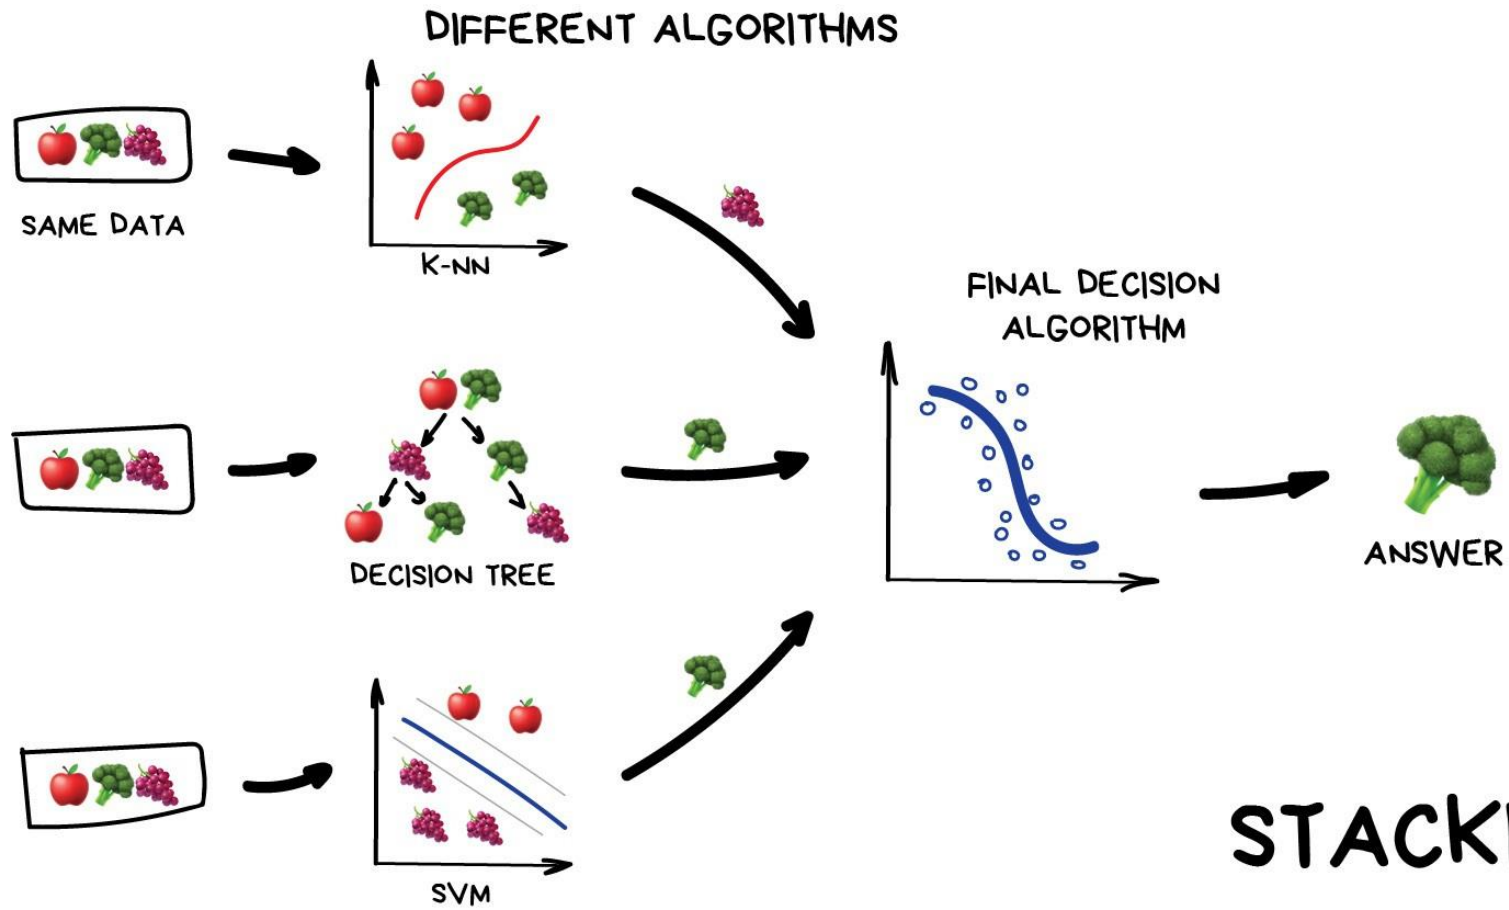 DIFFERENT ALGORITHMS
SAME DATA
K-NN
FINAL DECISION
ALGORITHM
DECISION TREE
ANSWER
SVM